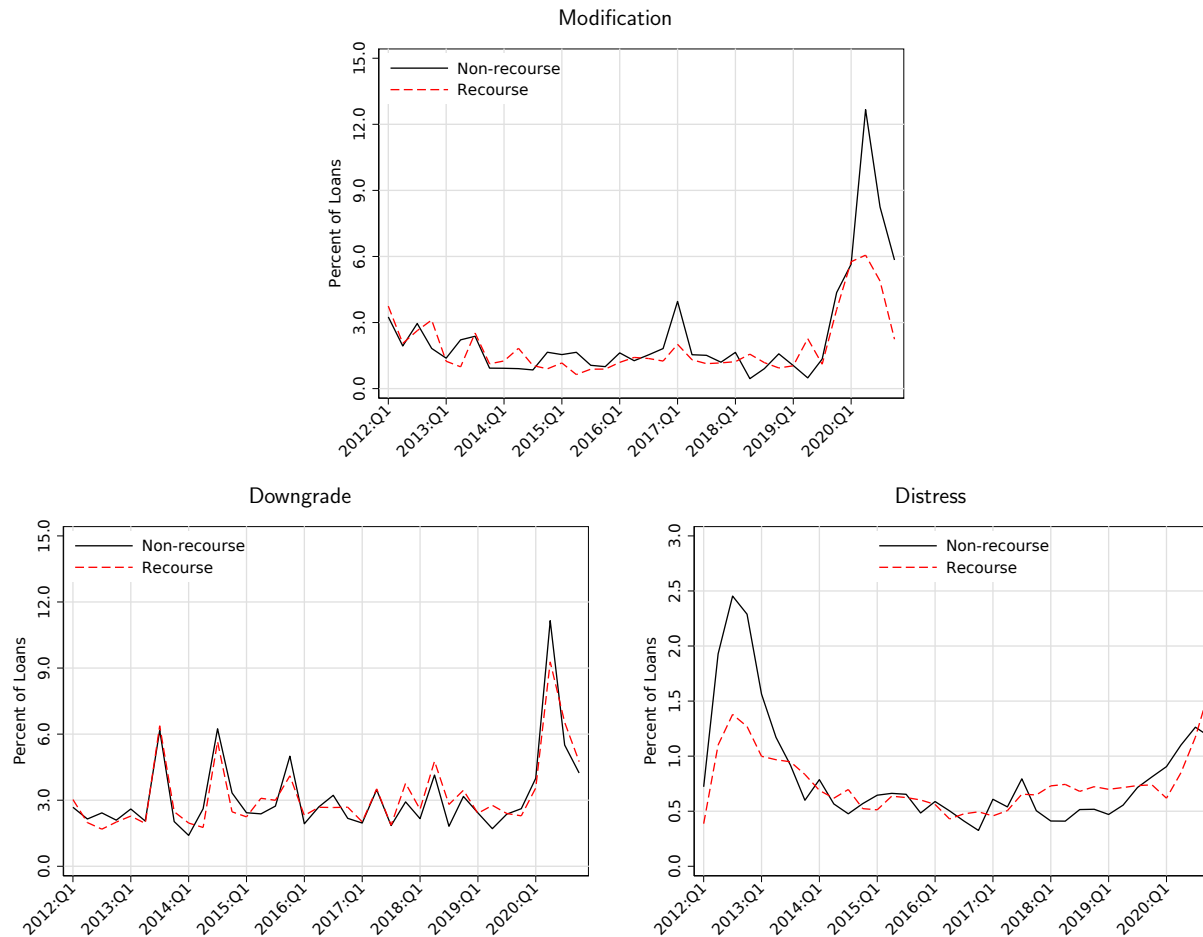 Modification
Percent of Loans
15.0
12.0
9.0
6.0
3.0
0.0
Non-recourse
Recourse
2012:Q1
2013:Q1
2014:Q1
2015:Q1
2016:Q1
2017:Q1
2018:Q1
2019:Q1
2020:Q1
Downgrade
Percent of Loans
15.0
12.0
9.0
6.0
3.0
0.0
Non-recourse
Recourse
2012:Q1
2013:Q1
2014:Q1
2015:Q1
2016:Q1
2017:Q1
2018:Q1
2019:Q1
2020:Q1
Distress
Percent of Loans
3.0
2.5
2.0
1.5
1.0
0.5
0.0
Non-recourse
Recourse
2012:Q1
2013:Q1
2014:Q1
2015:Q1
2016:Q1
2017:Q1
2018:Q1
2019:Q1
2020:Q1